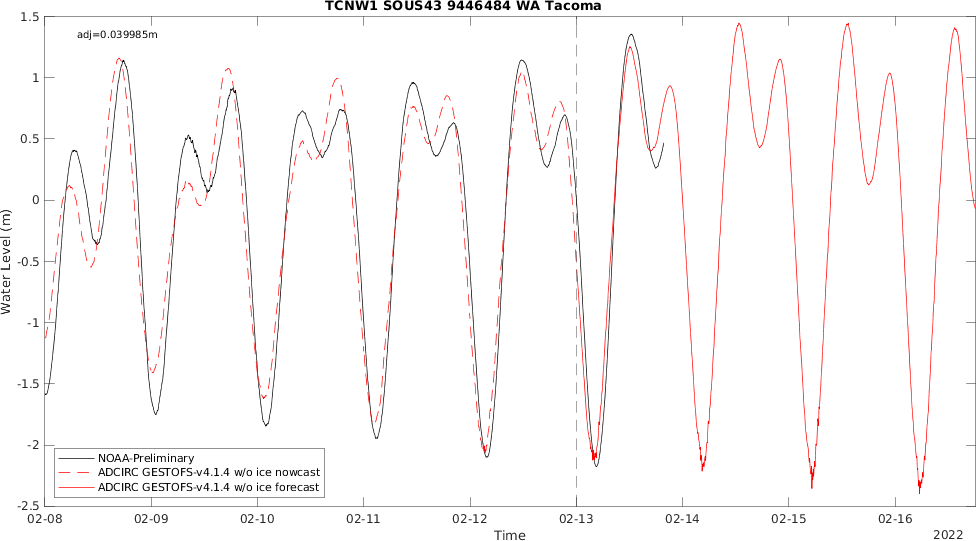 TCNW1 SOUS43 9446484 WA Tacoma
adj=0.039985m
1.5
1
0.5
0
-0.5
-1
-1.5
-2
-2.5
Water Level (m)
NOAA-Preliminary
ADCIRC GESTOFS-v4.1.4 w/o ice nowcast
ADCIRC GESTOFS-v4.1.4 w/o ice forecast
02-08 02-09 02-10 02-11 02-12 02-13 02-14 02-15 02-16
Time
2022